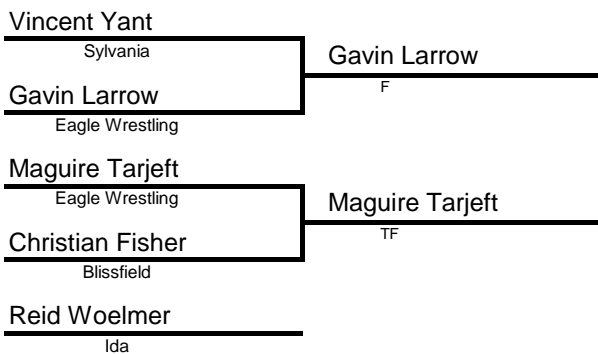 Vincent Yant
Sylvania
Gavin Larrow
Eagle Wrestling
Maguire Tarjeft
Eagle Wrestling
Christian Fisher
Blissfield
Reid Woelmer
Ida
Gavin Larrow
F
Maguire Tarjeft
TF